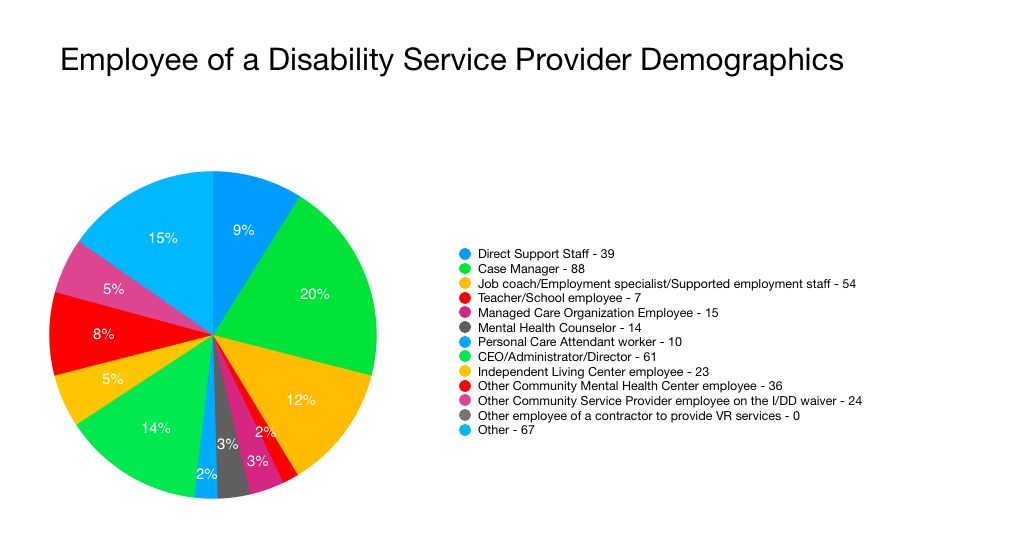 Employee of a Disability Service Provider Demographics
15%
9%
5%
20%
8%
5%
12%
14%
2%
3%
3%
2%
Direct Support Staff - 39
Case Manager - 88
Job coach/Employment specialist/Supported employment staff - 54
Teacher/School employee - 7
Managed Care Organization Employee - 15
Mental Health Counselor - 14
Personal Care Attendant worker - 10
CEO/Administrator/Director - 61
Independent Living Center employee - 23
Other Community Mental Health Center employee - 36
Other Community Service Provider employee on the I/DD waiver - 24
Other employee of a contractor to provide VR services - 0
Other - 67